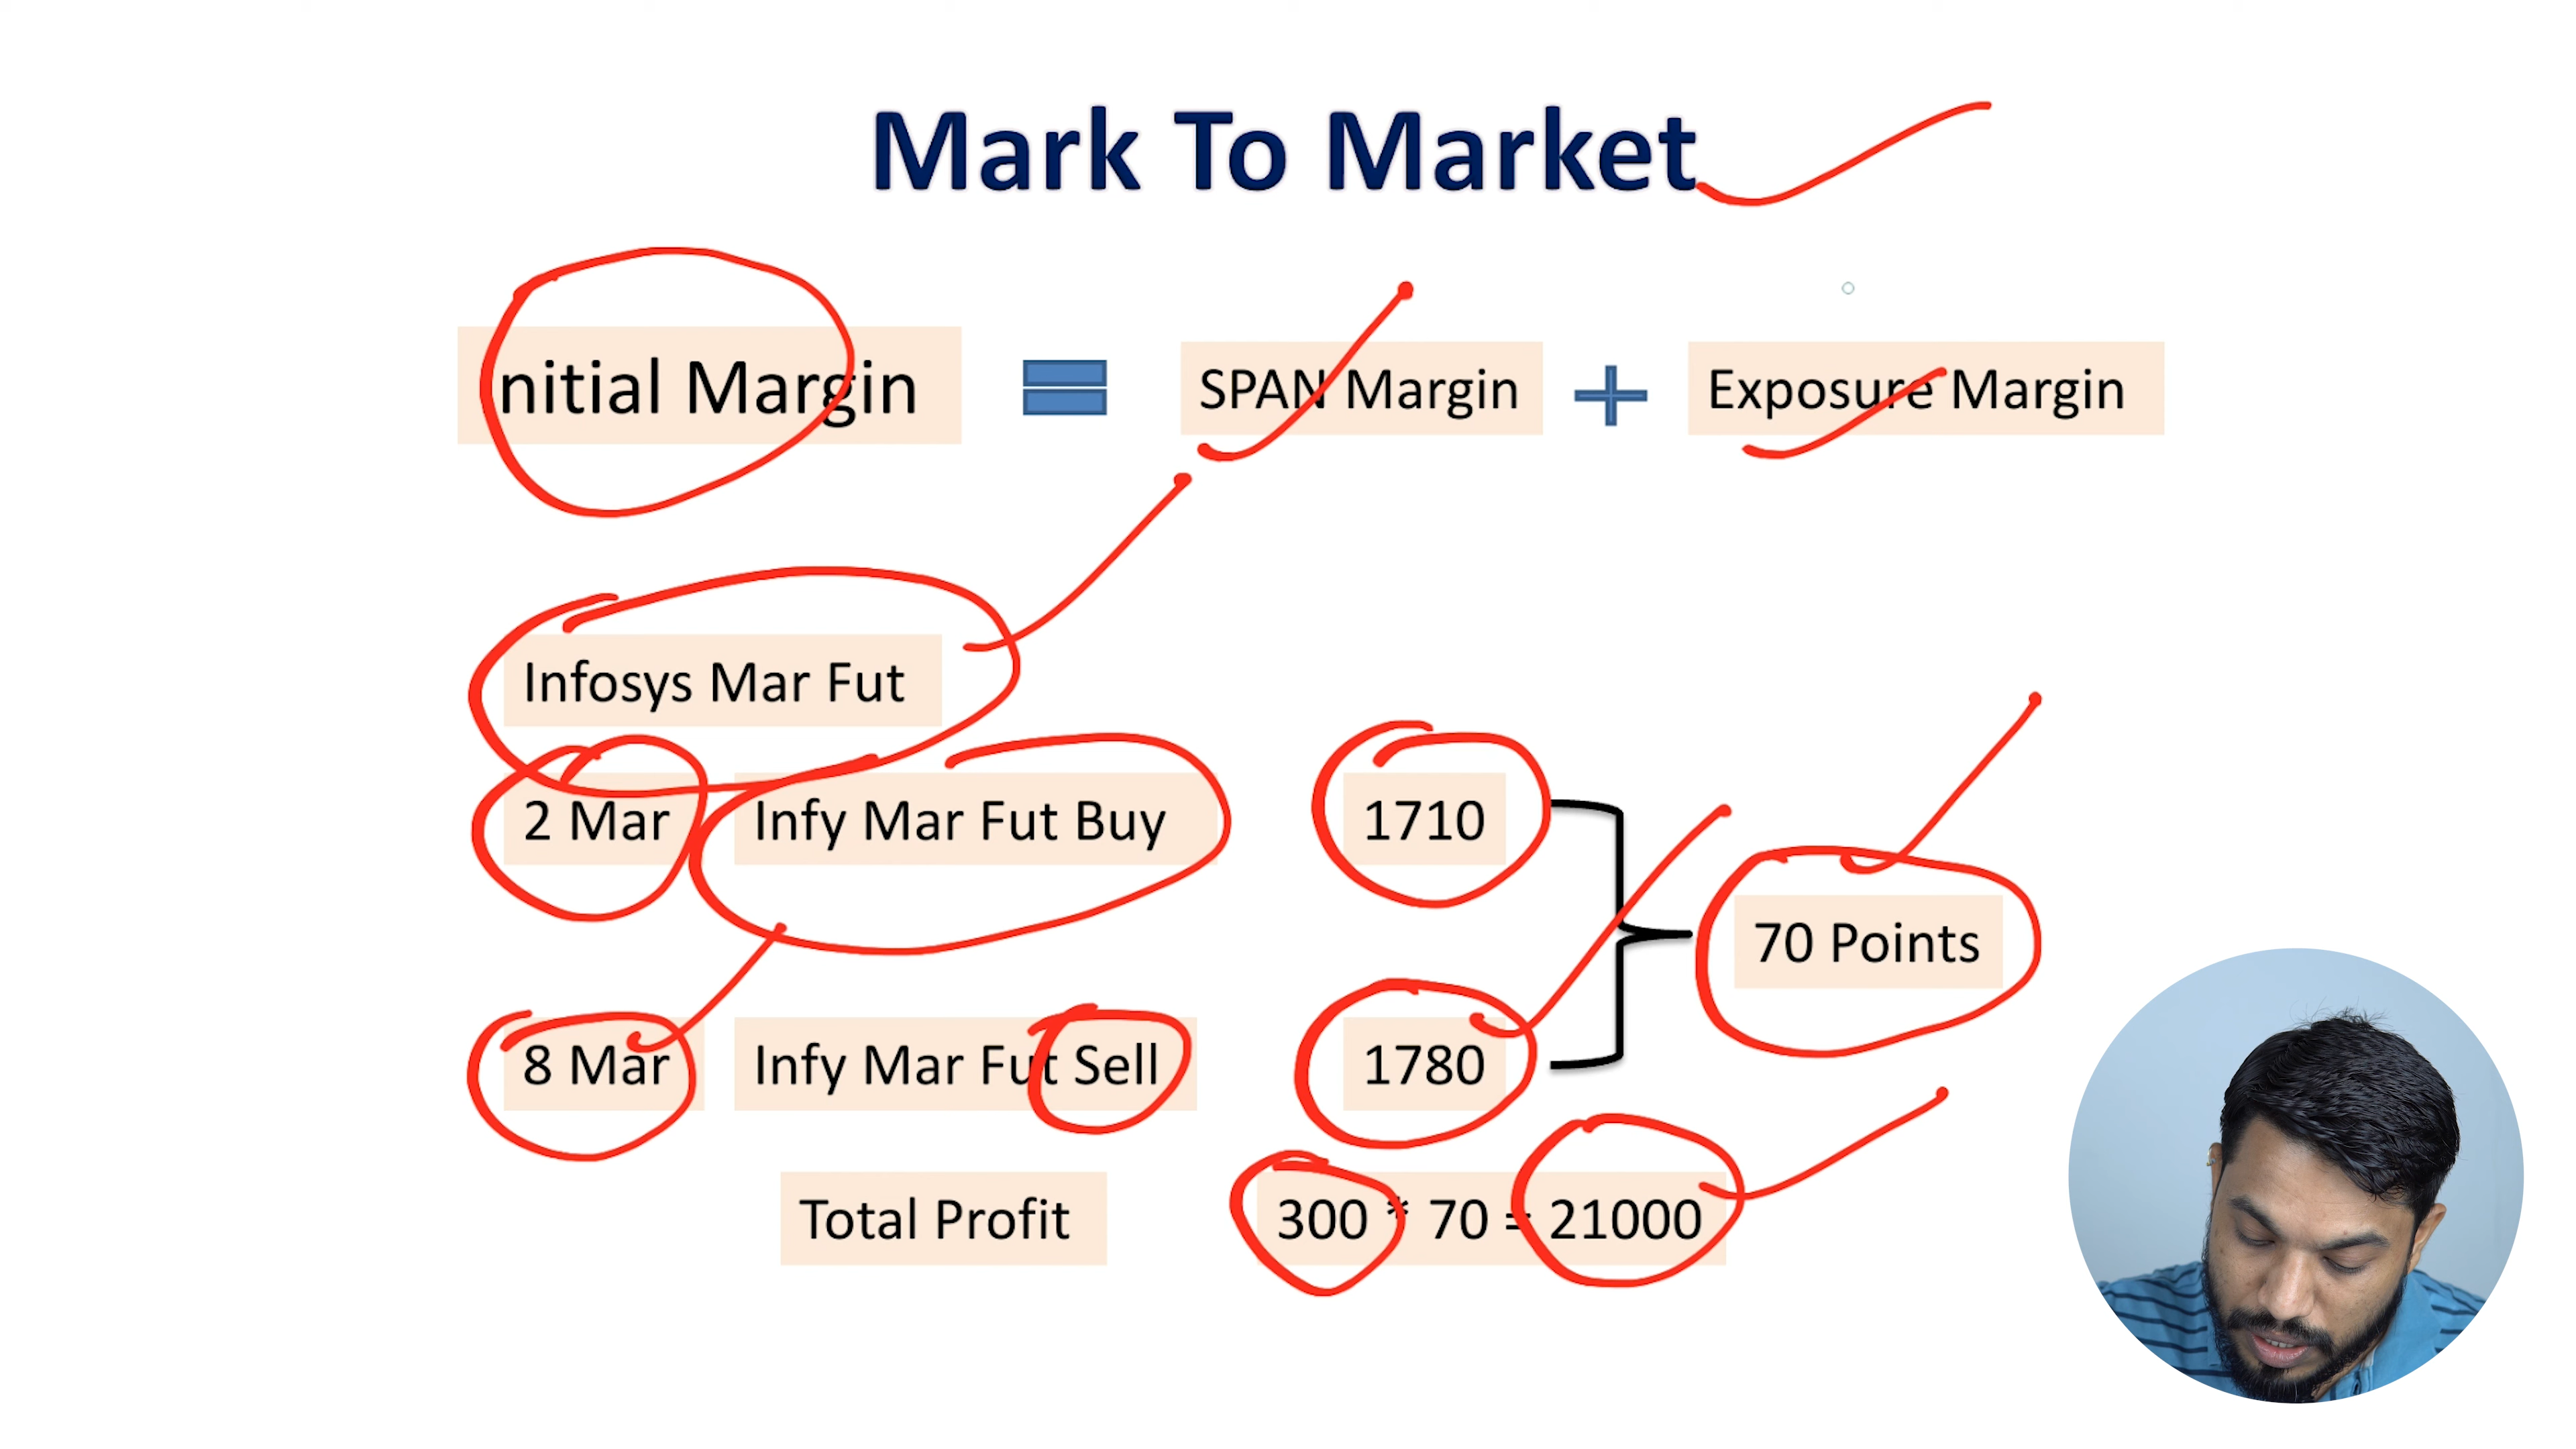 Mark To Market
Initial Margin = SPAN Margin + Exposure Margin
Infosys Mar Fut
2 Mar Infy Mar Fut Buy 1710
70 Points
8 Mar Infy Mar Fut Sell 1780
Total Profit 300 * 70 = 21000